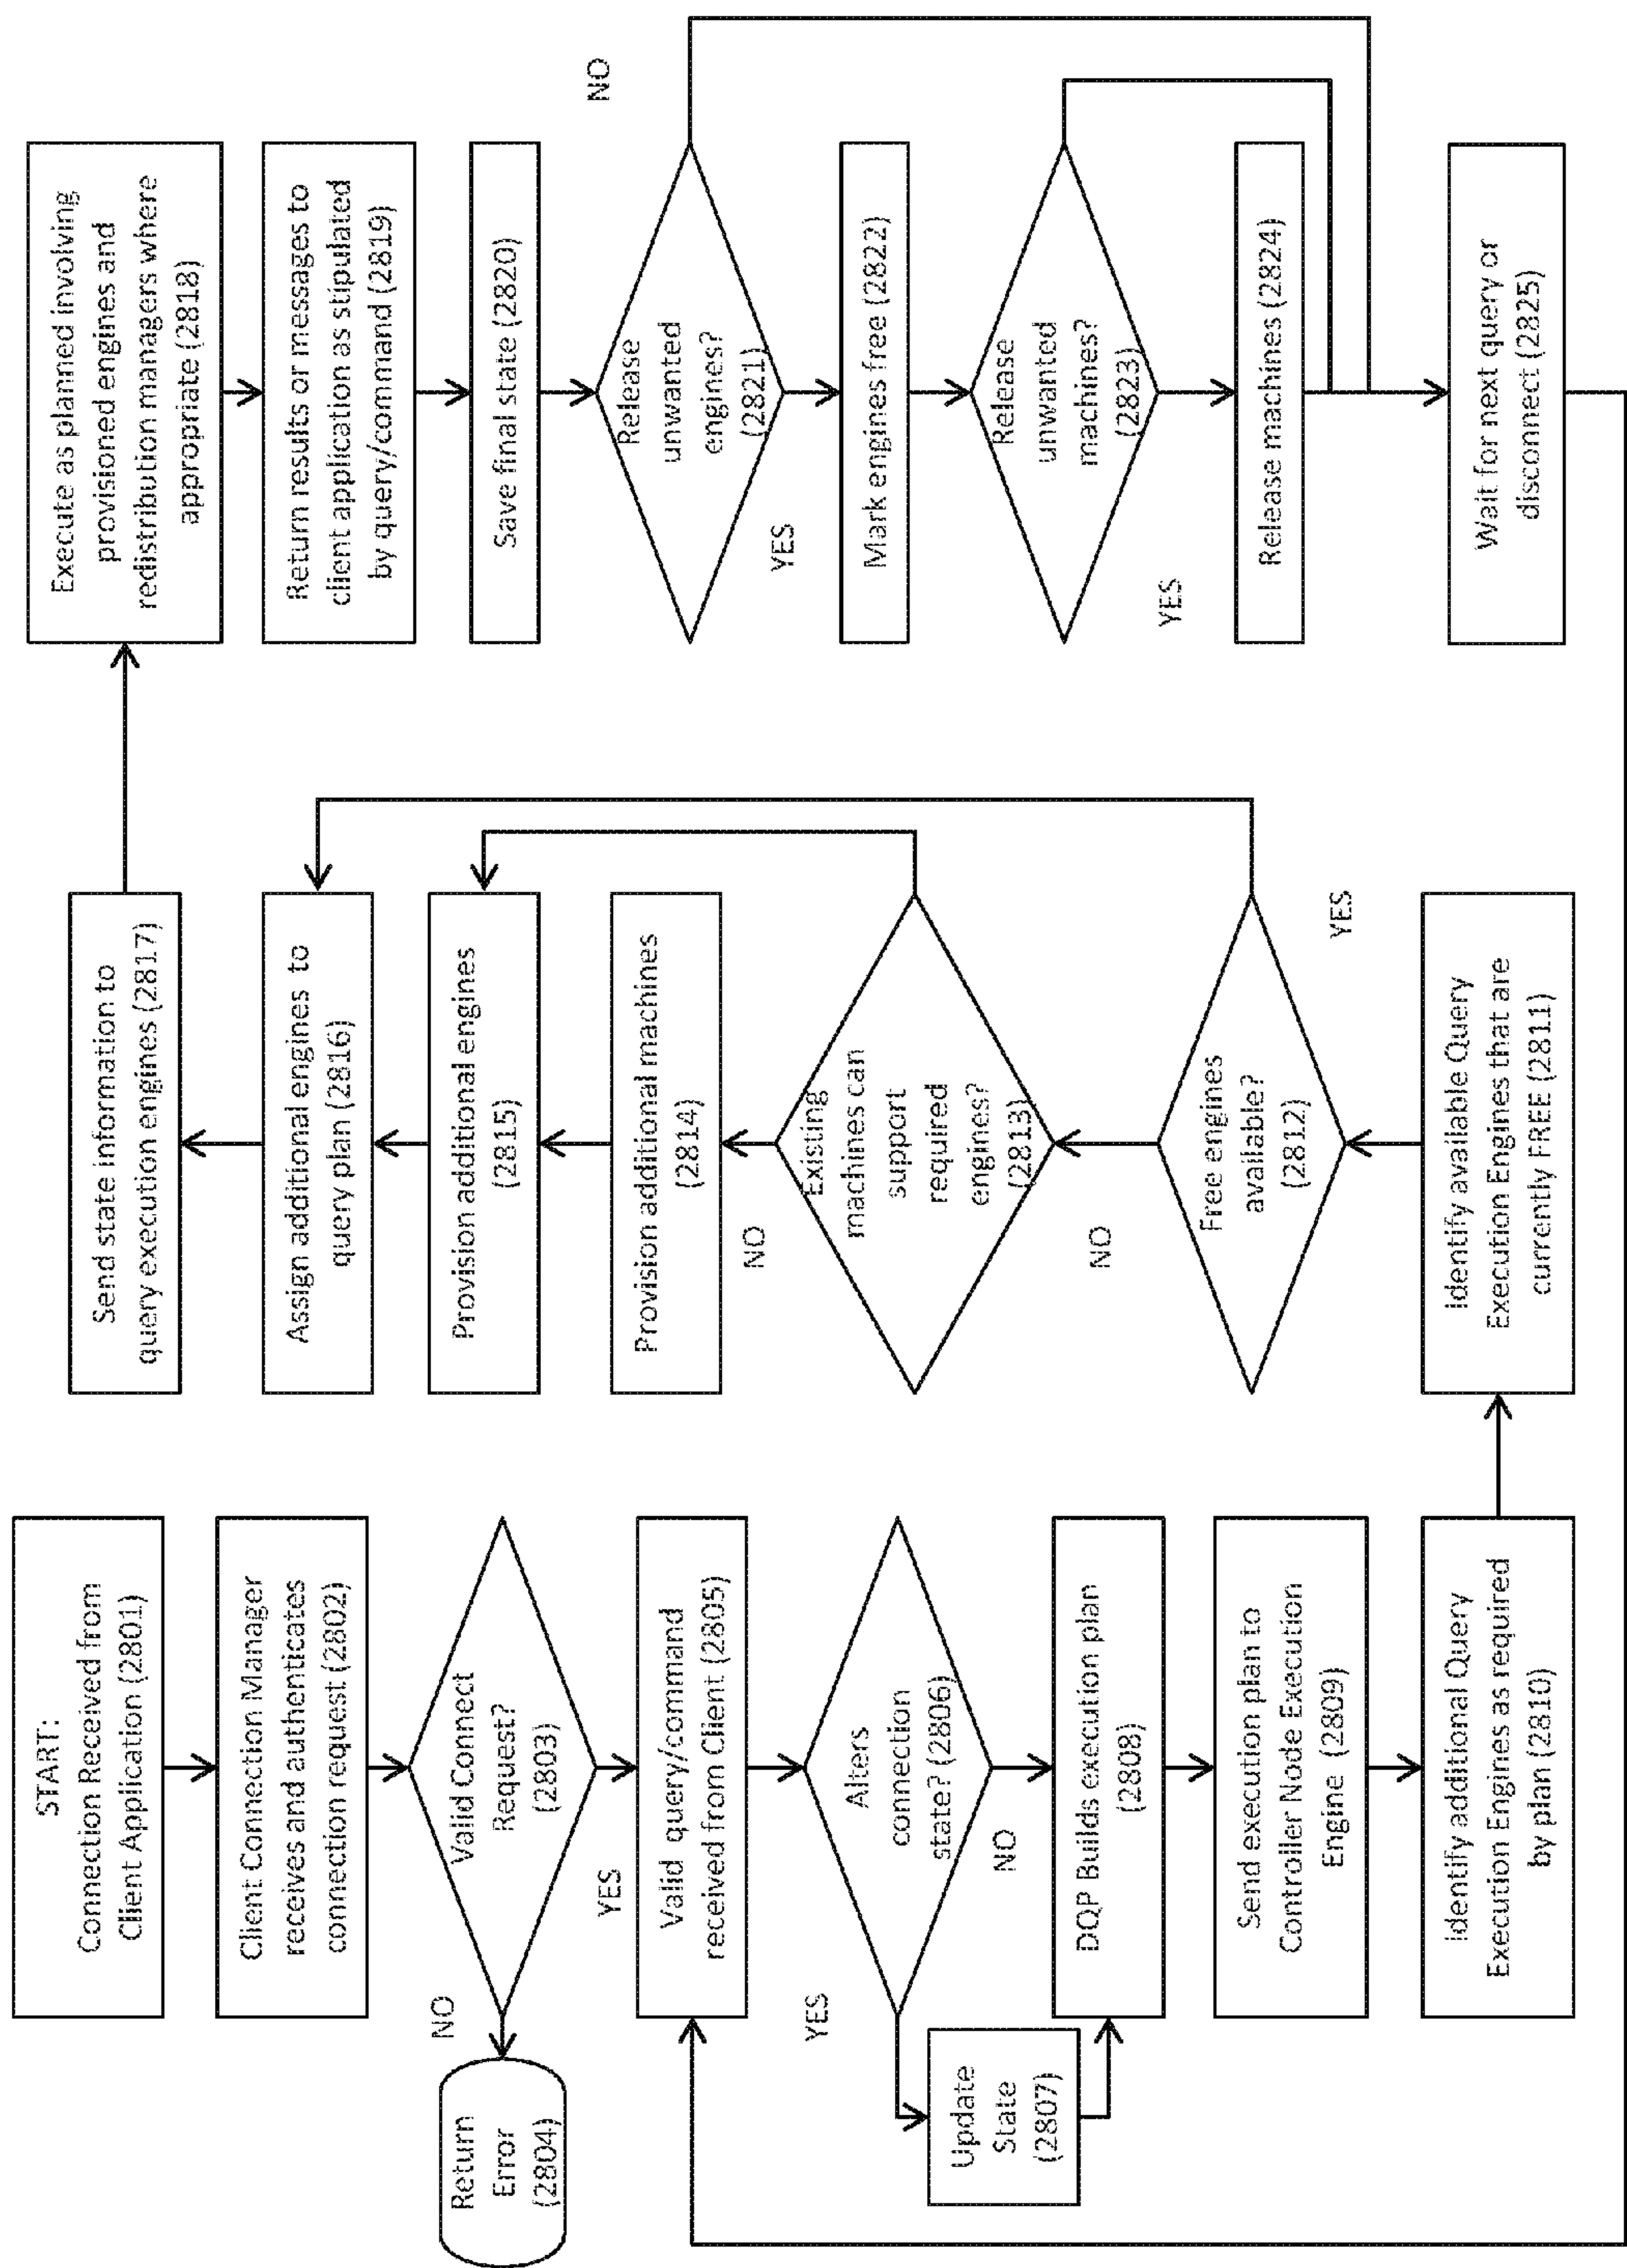 START:
Connection Received from
Client Application (2801)
Client Connection Manager
receives and authenticates
connection request (2802)
Valid Connect
Request?
(2803)
NO
Return
Error
(2804)
YES
Valid query/command
received from Client (2805)
Alters
connection
state? (2806)
YES
Update
State
(2807)
NO
DQP Builds execution plan
(2808)
Send execution plan to
Controller Node Execution
Engine (2809)
Identify additional Query
Execution Engines as required
by plan (2810)
Identify available Query
Execution Engines that are
currently FREE (2811)
Free engines
available?
(2812)
YES
NO
Existing
machines can
support
required
engines?
(2813)
NO
Provision additional machines
(2814)
Provision additional engines
(2815)
Assign additional engines to
query plan (2816)
Send state information to
query execution engines (2817)
Execute as planned involving
provisioned engines and
redistribution managers where
appropriate (2818)
Return results or messages to
client application as stipulated
by query/command (2819)
Save final state (2820)
Release
unwanted
engines?
(2821)
NO
YES
Mark engines free (2822)
Release
unwanted
machines?
(2823)
YES
Release machines (2824)
Wait for next query or
disconnect (2825)